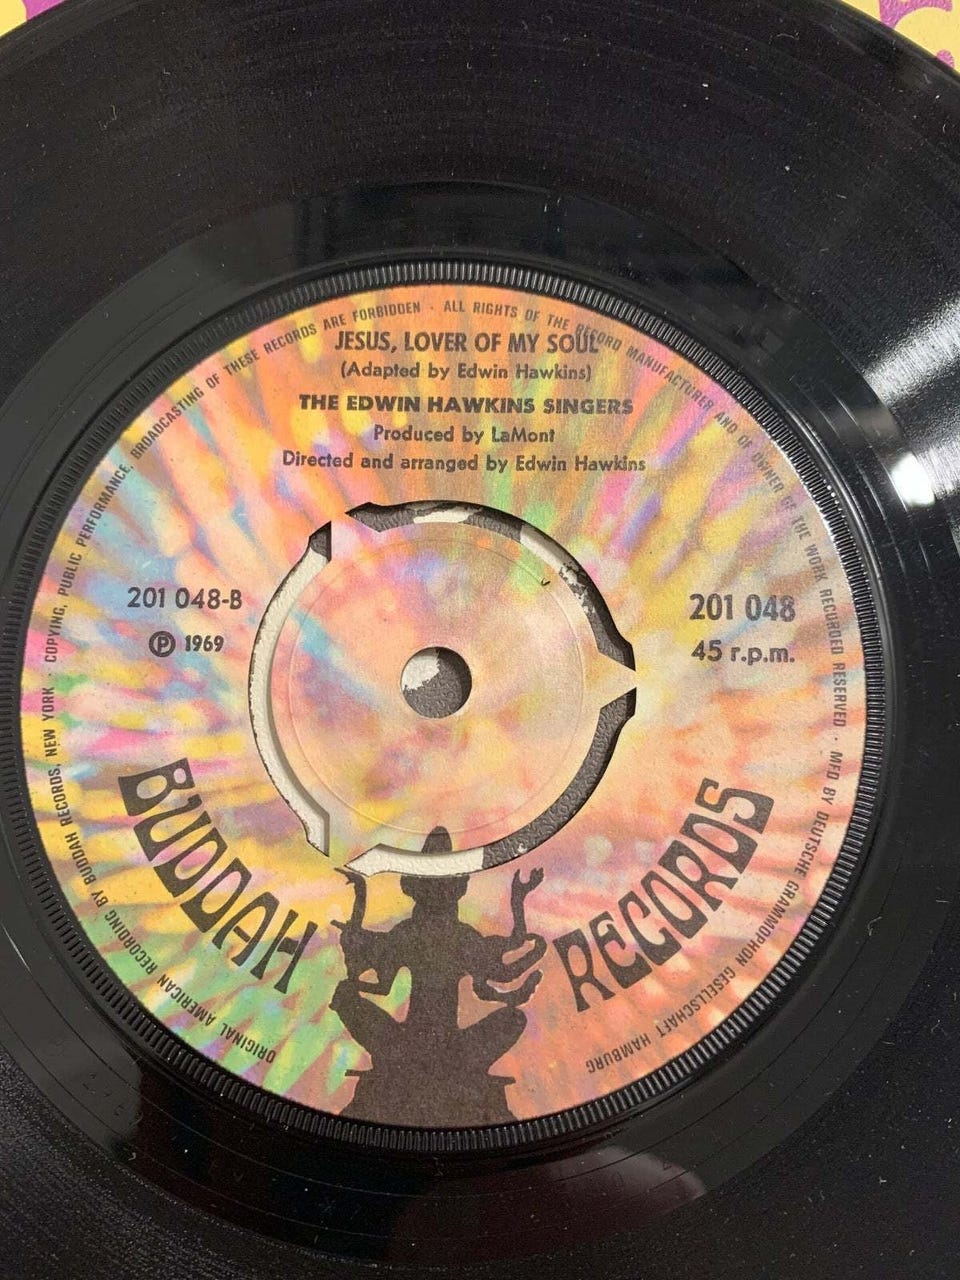 ORIGINAL AMERICAN RECORDING BY BUDDAH RECORDS, NEW YORK · COPYING, PUBLIC PERFORMANCE, BROADCASTING OF THESE RECORDS ARE FORBIDDEN · ALL RIGHTS OF THE RECORD MANUFACTURER AND OF OWNER OF THE WORK RECORDED RESERVED · MFD BY DEUTSCHE GRAMMOPHON GESELLSCHAFT HAMBURG
JESUS, LOVER OF MY SOUL
(Adapted by Edwin Hawkins)
THE EDWIN HAWKINS SINGERS
Produced by LaMont
Directed and arranged by Edwin Hawkins
201 048-B
℗ 1969
201 048
45 r.p.m.
BUDDAH RECORDS